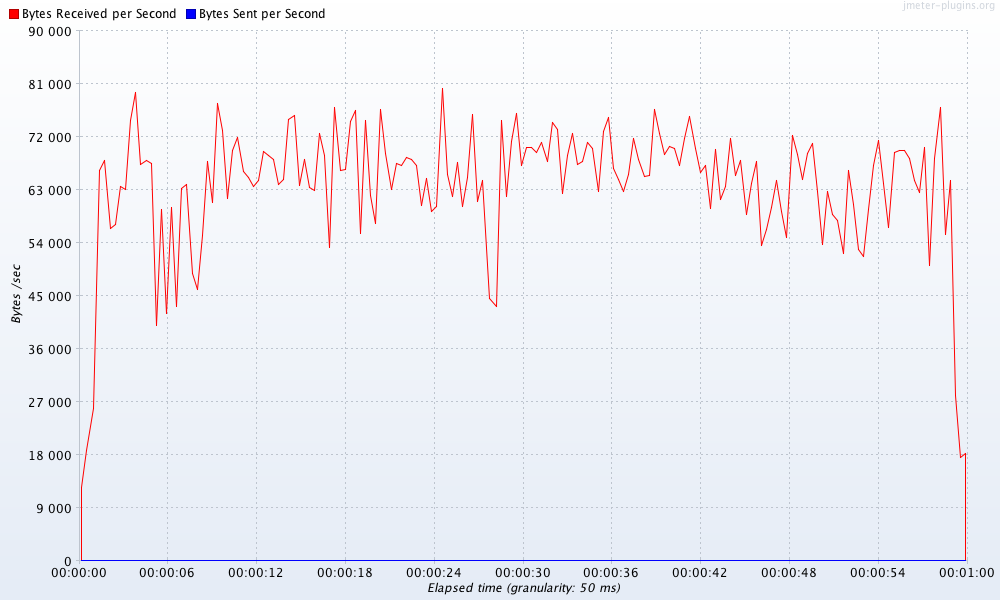 Bytes Received per Second Bytes Sent per Second
jmeter-plugins.org
90 000
81 000
72 000
63 000
54 000
45 000
36 000
27 000
18 000
9 000
0
Bytes /sec
00:00:00 00:00:06 00:00:12 00:00:18 00:00:24 00:00:30 00:00:36 00:00:42 00:00:48 00:00:54 00:01:00
Elapsed time (granularity: 50 ms)